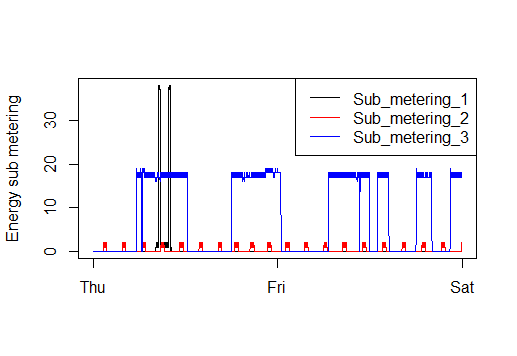 Energy sub metering
30
20
10
0
Sub_metering_1
Sub_metering_2
Sub_metering_3
Thu
Fri
Sat